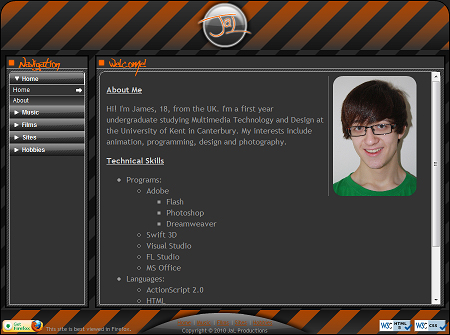 JaL
Navigation
Welcome!
Home
Home
About
Music
Films
Sites
Hobbies
About Me
Hi! I'm James, 18, from the UK. I'm a first year
undergraduate studying Multimedia Technology and Design at
the University of Kent in Canterbury. My interests include
animation, programming, design and photography.
Technical Skills
Programs:
Adobe
Flash
Photoshop
Dreamweaver
Swift 3D
Visual Studio
FL Studio
MS Office
Languages:
ActionScript 2.0
HTML
Get
Firefox
This site is best viewed in Firefox.
Copyright © 2010 JaL Productions
W3C HTML
W3C css